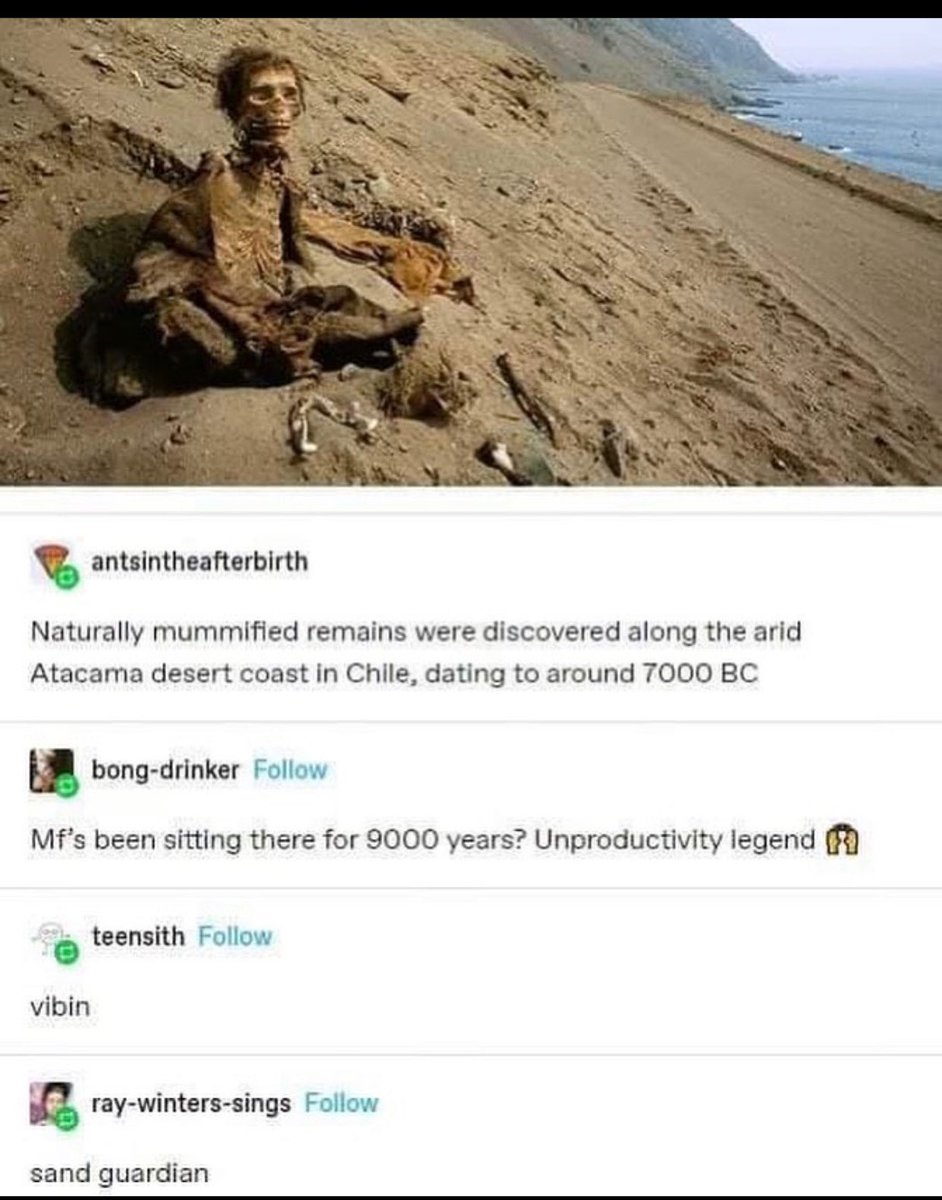 antsintheafterbirth
Naturally mummified remains were discovered along the arid
Atacama desert coast in Chile, dating to around 7000 BC
bong-drinker Follow
Mf's been sitting there for 9000 years? Unproductivity legend 🙌
teensith Follow
vibin
ray-winters-sings Follow
sand guardian